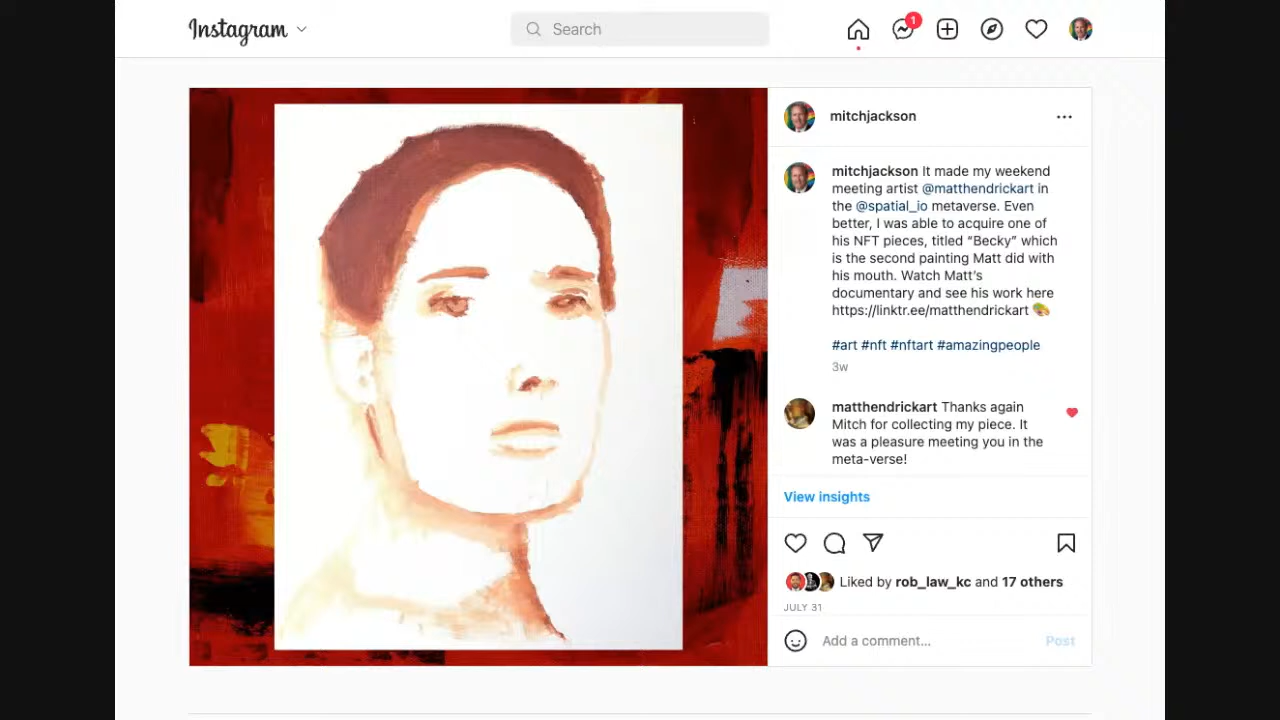 Instagram
Search
1
mitchjackson
mitchjackson It made my weekend
meeting artist @matthendrickart in
the @spatial_io metaverse. Even
better, I was able to acquire one of
his NFT pieces, titled “Becky” which
is the second painting Matt did with
his mouth. Watch Matt’s
documentary and see his work here
https://linktr.ee/matthendrickart
#art #nft #nftart #amazingpeople
3w
matthendrickart Thanks again
Mitch for collecting my piece. It
was a pleasure meeting you in the
meta-verse!
View insights
Liked by rob_law_kc and 17 others
JULY 31
Add a comment...
Post